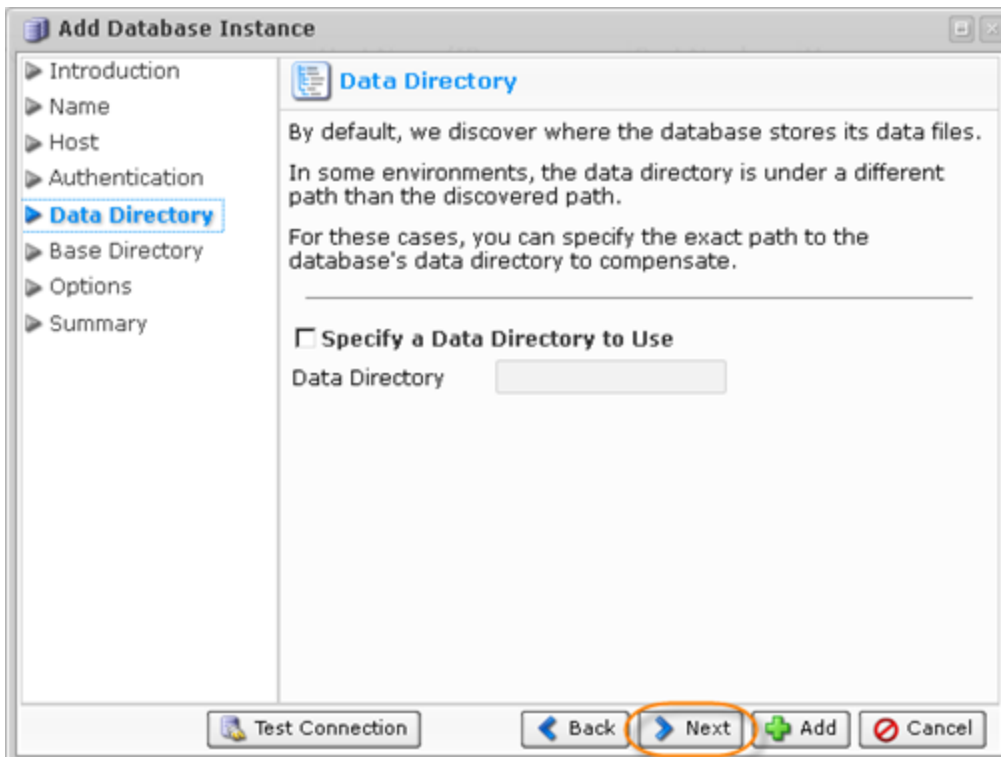 Add Database Instance
Introduction
Name
Host
Authentication
Data Directory
Base Directory
Options
Summary
Data Directory
By default, we discover where the database stores its data files.
In some environments, the data directory is under a different
path than the discovered path.
For these cases, you can specify the exact path to the
database's data directory to compensate.
Specify a Data Directory to Use
Data Directory
Test Connection
Back
Next
Add
Cancel